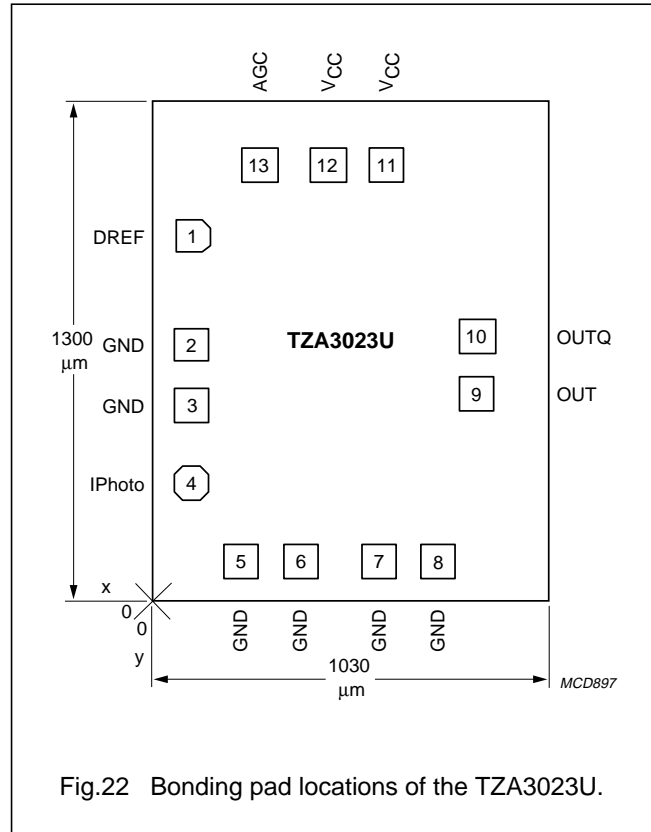 AGC VCC VCC
13 12 11
DREF 1
1300 μm
GND 2
TZA3023U
10 OUTQ
GND 3
9 OUT
IPhoto 4
5 6 7 8
x
0
0
y
GND GND GND GND
1030 μm
MCD897
Fig.22 Bonding pad locations of the TZA3023U.